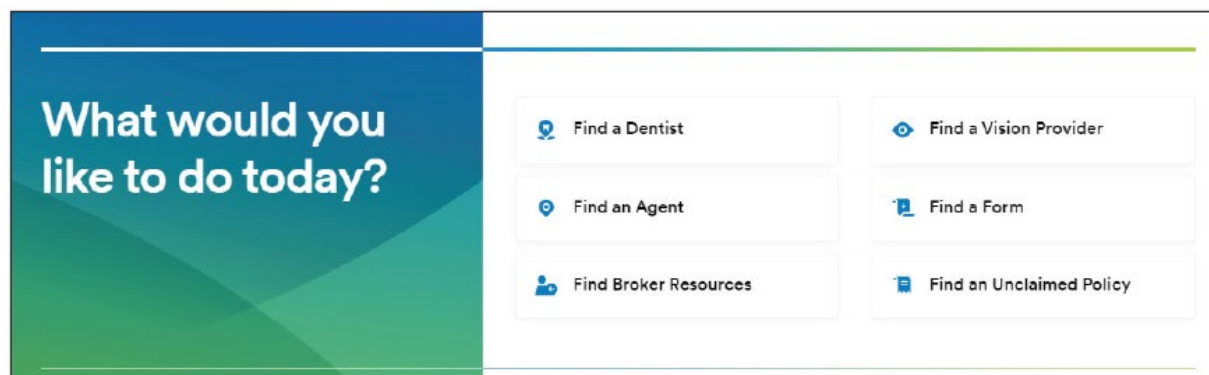 What would you
like to do today?
Find a Dentist
Find a Vision Provider
Find an Agent
Find a Form
Find Broker Resources
Find an Unclaimed Policy